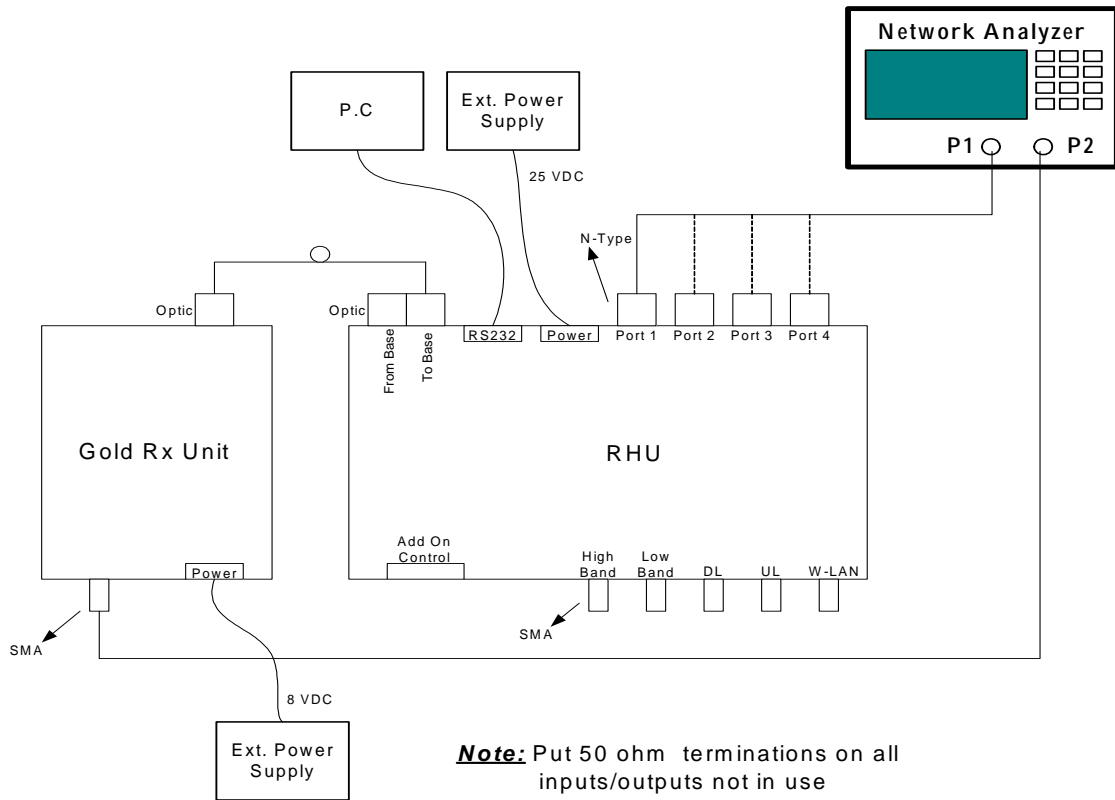 Network Analyzer
P1
P2
P.C
Ext. Power
Supply
25 VDC
N-Type
Optic
Optic
From Base
To Base
RS232
Power
Port 1
Port 2
Port 3
Port 4
Gold Rx Unit
RHU
Power
Add On
Control
High
Band
Low
Band
DL
UL
W-LAN
SMA
SMA
8 VDC
Ext. Power
Supply
Note: Put 50 ohm terminations on all
inputs/outputs not in use